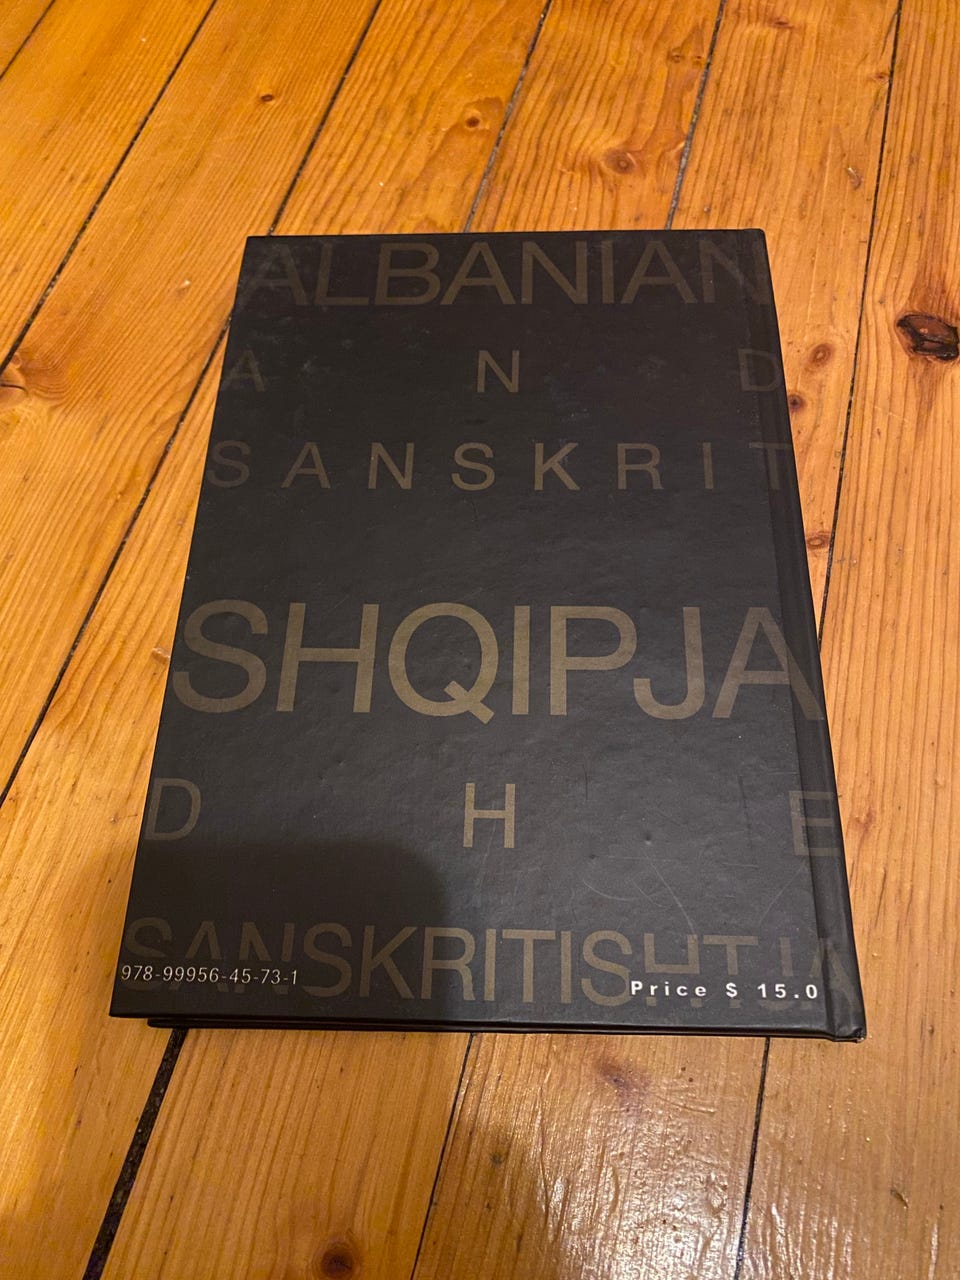 ALBANIAN
A N D
SANSKRIT
SHQIPJA
D H E
SANSKRITISHTJA
978-99956-45-73-1
Price $ 15.0